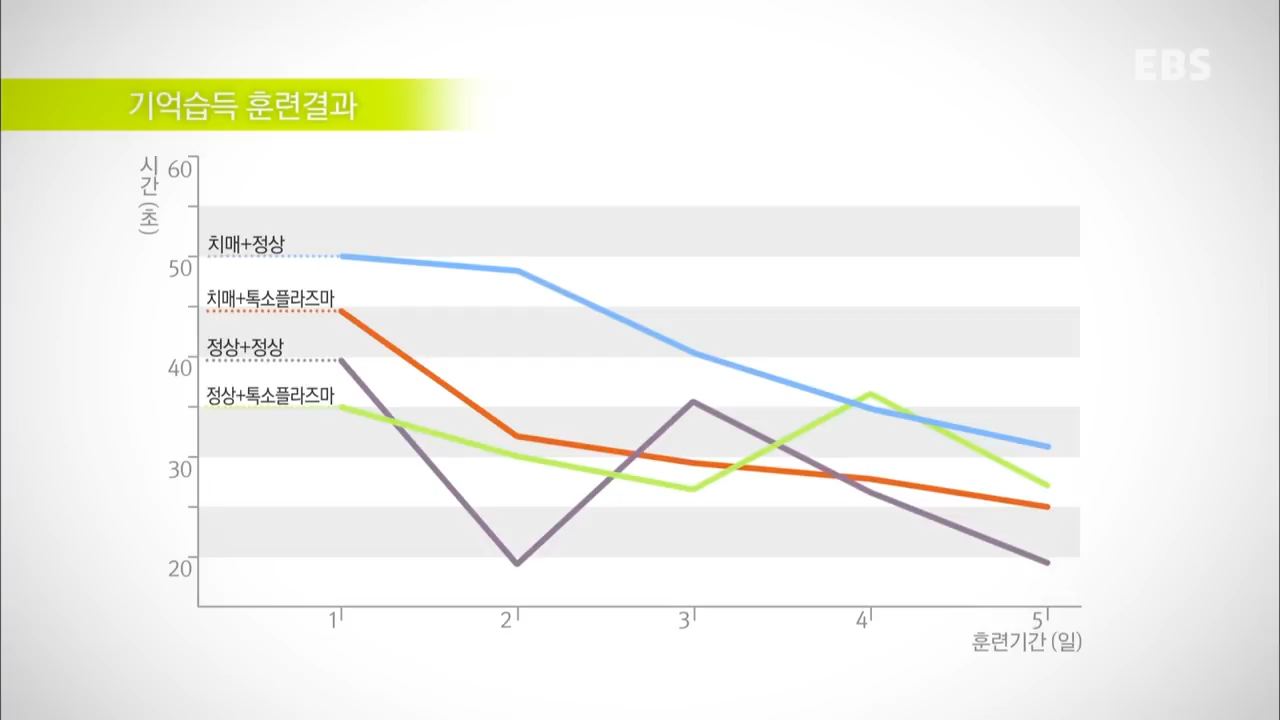 EBS
기억습득 훈련결과
시간 (초)
60
50
40
30
20
치매+정상
치매+톡소플라즈마
정상+정상
정상+톡소플라즈마
1 2 3 4 5
훈련기간 (일)